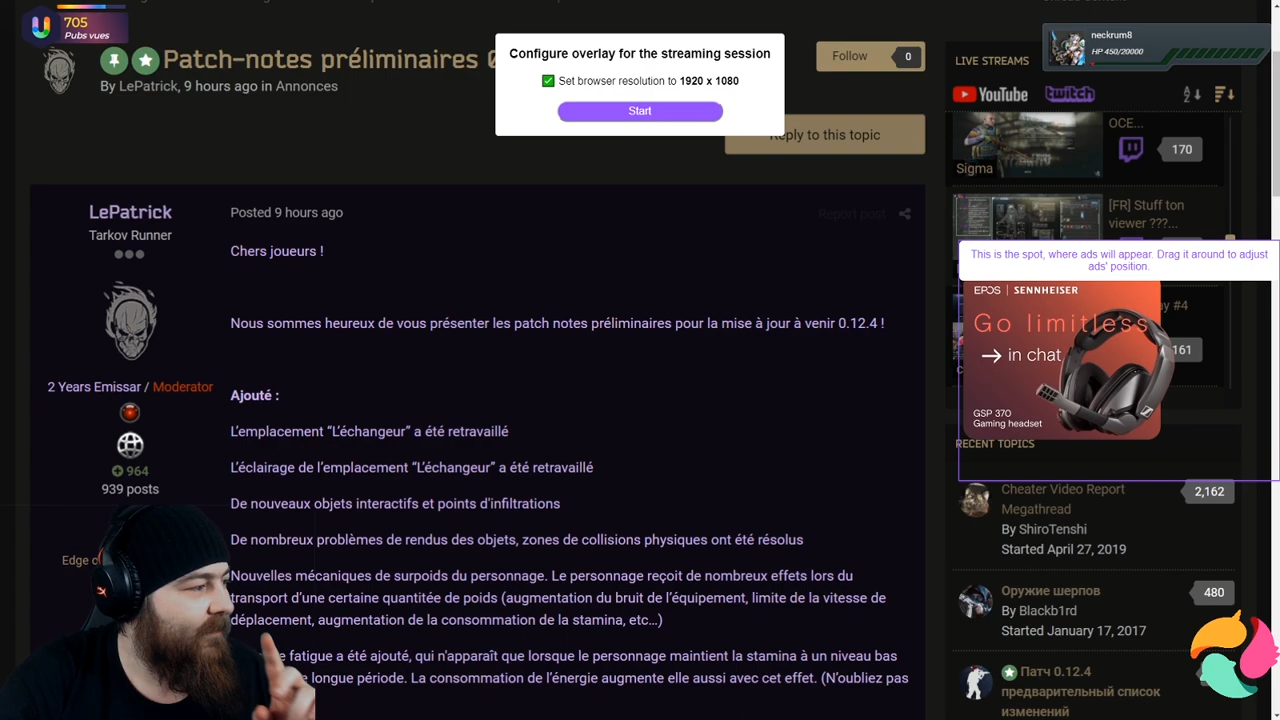 705
Pubs vues
Patch-notes préliminaires
By LePatrick, 9 hours ago in Annonces
Configure overlay for the streaming session
Set browser resolution to 1920 x 1080
Start
Follow
0
Reply to this topic
neckrum8
HP 450/20000
LIVE STREAMS
YouTube
twitch
OCE...
170
Sigma
[FR] Stuff ton
viewer ???...
This is the spot, where ads will appear. Drag it around to adjust
ads' position.
EPOS | SENNHEISER
Go limitless
→ in chat
GSP 370
Gaming headset
#4
161
LePatrick
Tarkov Runner
2 Years Emissar / Moderator
964
939 posts
Posted 9 hours ago
Report post
Chers joueurs !
Nous sommes heureux de vous présenter les patch notes préliminaires pour la mise à jour à venir 0.12.4 !
Ajouté :
L'emplacement “L'échangeur” a été retravaillé
L'éclairage de l'emplacement “L'échangeur” a été retravaillé
De nouveaux objets interactifs et points d'infiltrations
De nombreux problèmes de rendus des objets, zones de collisions physiques ont été résolus
Nouvelles mécaniques de surpoids du personnage. Le personnage reçoit de nombreux effets lors du
transport d'une certaine quantitée de poids (augmentation du bruit de l'équipement, limite de la vitesse de
déplacement, augmentation de la consommation de la stamina, etc…)
fatigue a été ajouté, qui n'apparaît que lorsque le personnage maintient la stamina à un niveau bas
longue période. La consommation de l'énergie augmente elle aussi avec cet effet. (N'oubliez pas
Edge
RECENT TOPICS
Cheater Video Report
Megathread
By ShiroTenshi
Started April 27, 2019
2,162
Оружие шерпов
By Blackb1rd
Started January 17, 2017
480
Патч 0.12.4
предварительный список
изменений